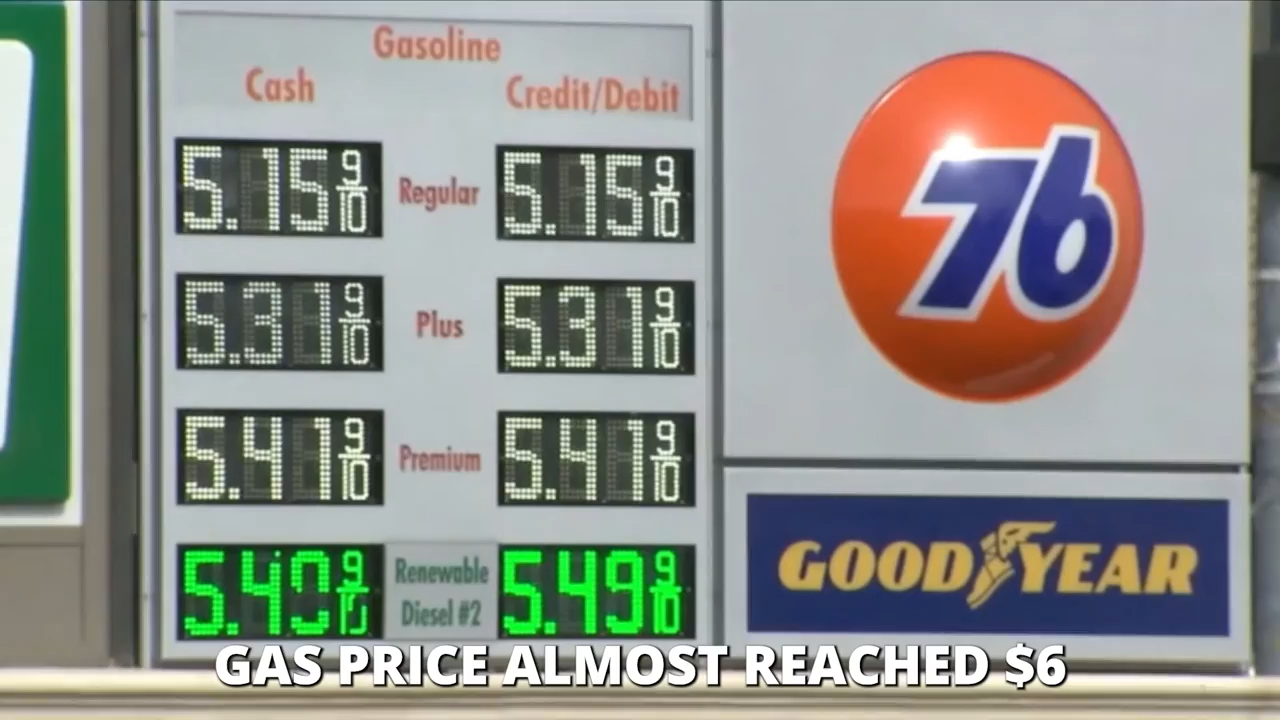 Gasoline
Cash Credit/Debit
5.15 9/10 Regular 5.15 9/10
5.31 9/10 Plus 5.31 9/10
5.41 9/10 Premium 5.41 9/10
Renewable
5.49 9/10
Diesel #2
76
GOODYEAR
GAS PRICE ALMOST REACHED $6